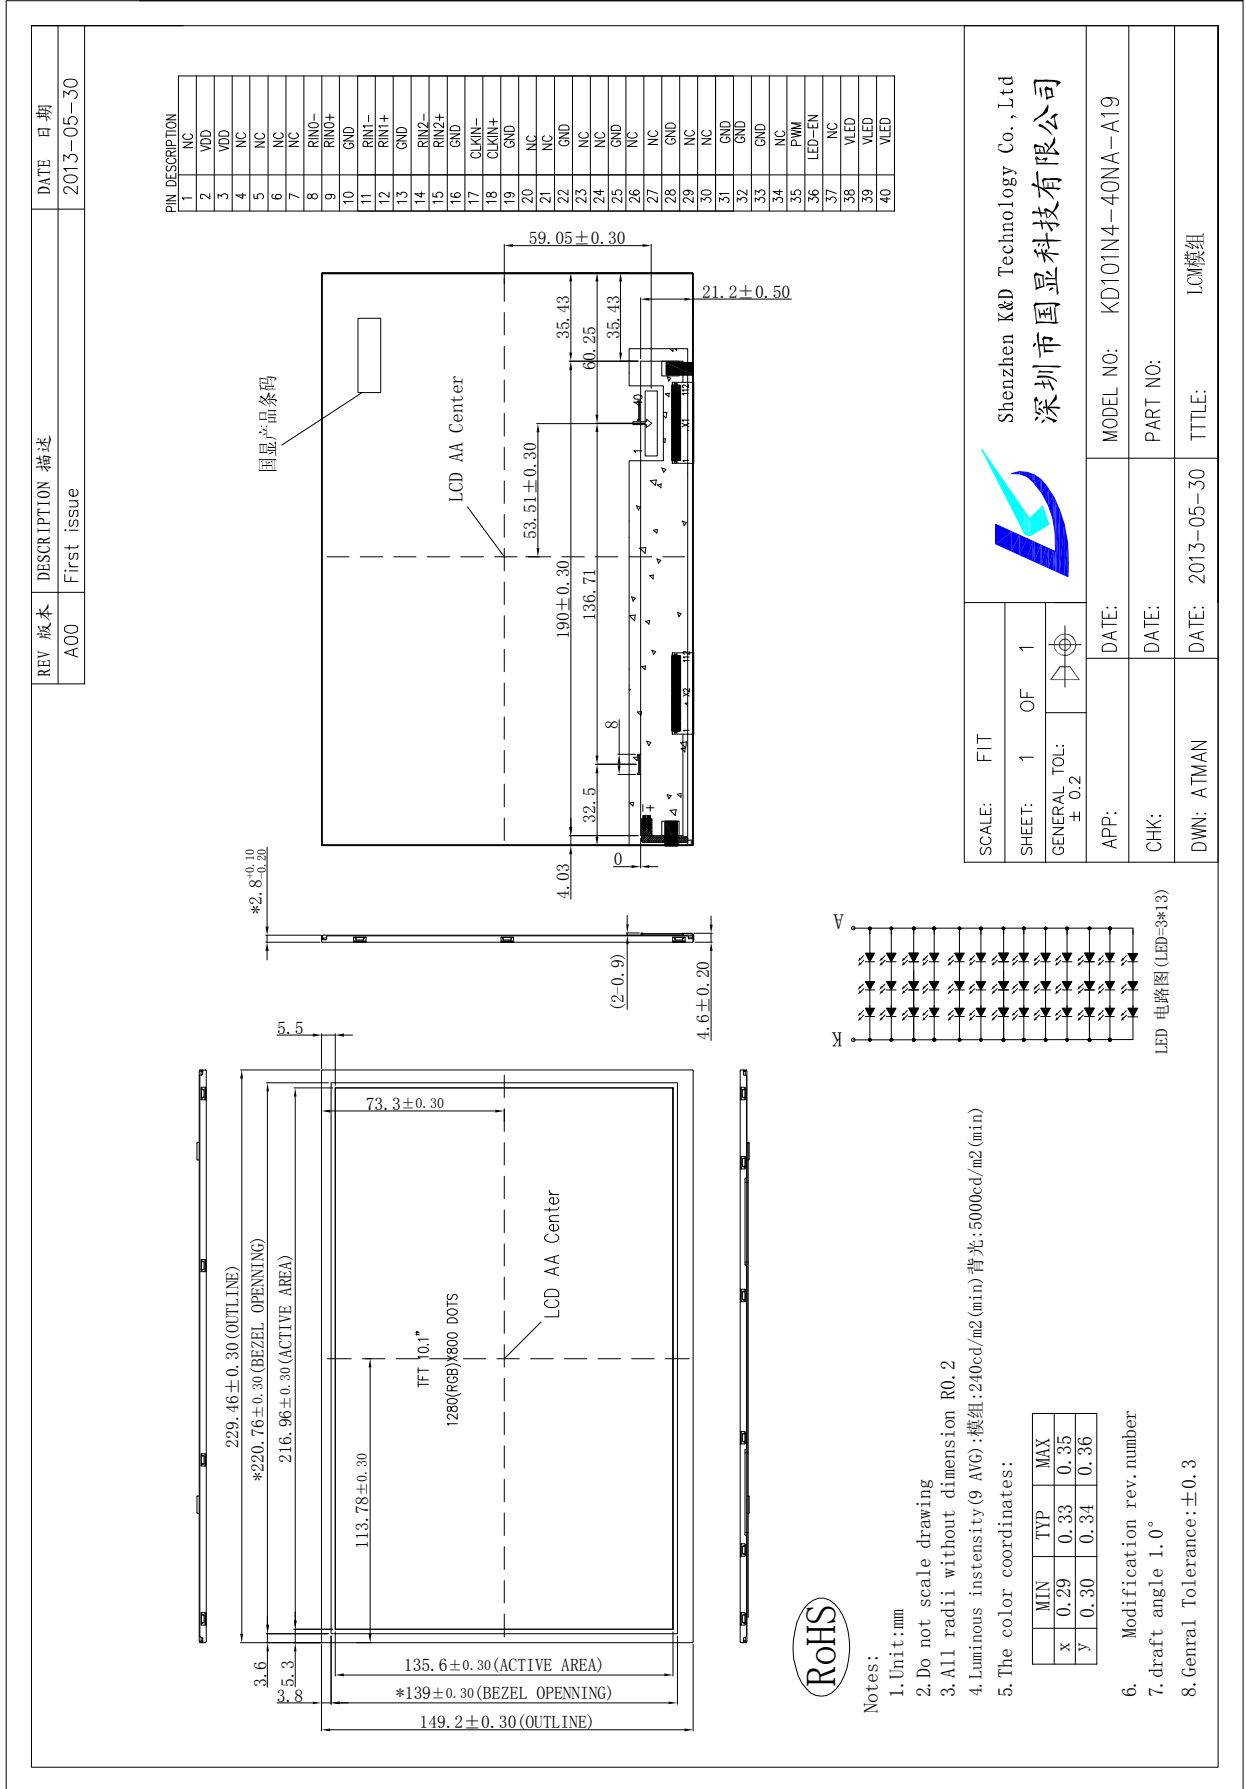 REV 版本 DESCRIPTION 描述 DATE 日期
A00 First issue 2013-05-30
国显产品条码
PIN DESCRIPTION
1 NC
2 VDD
3 VDD
4 NC
5 NC
6 NC
7 NC
8 RIN0-
9 RIN0+
10 GND
11 RIN1-
12 RIN1+
13 GND
14 RIN2-
15 RIN2+
16 GND
17 CLKIN-
18 CLKIN+
19 GND
20 NC
21 NC
22 GND
23 NC
24 NC
25 GND
26 NC
27 NC
28 GND
29 NC
30 NC
31 GND
32 GND
33 GND
34 NC
35 PWM
36 LED-EN
37 NC
38 VLED
39 VLED
40 VLED
229.46±0.30(OUTLINE)
*220.76±0.30(BEZEL OPENNING)
216.96±0.30(ACTIVE AREA)
3.6
5.3
3.8
5.5
73.3±0.30
113.78±0.30
TFT 10.1"
1280(RGB)X800 DOTS
LCD AA Center
135.6±0.30(ACTIVE AREA)
*139±0.30(BEZEL OPENNING)
149.2±0.30(OUTLINE)
*2.8+0.10
-0.20
(2-0.9)
4.6±0.20
LCD AA Center
59.05±0.30
53.51±0.30
35.43
190±0.30
4.03
60.25
136.71
32.5
35.43
8
0
21.2±0.50
1 40
1 X1 112
1 X2 112
- +
A
K
LED 电路图(LED=3*13)
RoHS
Notes:
1.Unit:mm
2.Do not scale drawing
3.All radii without dimension R0.2
4.Luminous instensity(9 AVG):模组:240cd/m2(min)背光:5000cd/m2(min)
5.The color coordinates:
MIN TYP MAX
x 0.29 0.33 0.35
y 0.30 0.34 0.36
6. Modification rev.number
7.draft angle 1.0°
8.Genral Tolerance:±0.3
Shenzhen K&D Technology Co.,Ltd
深圳市国显科技有限公司
SCALE: FIT
SHEET: 1 OF 1
GENERAL TOL:
± 0.2
APP: DATE: MODEL NO: KD101N4-40NA-A19
CHK: DATE: PART NO:
DWN: ATMAN DATE: 2013-05-30 TTTLE: LCM模组